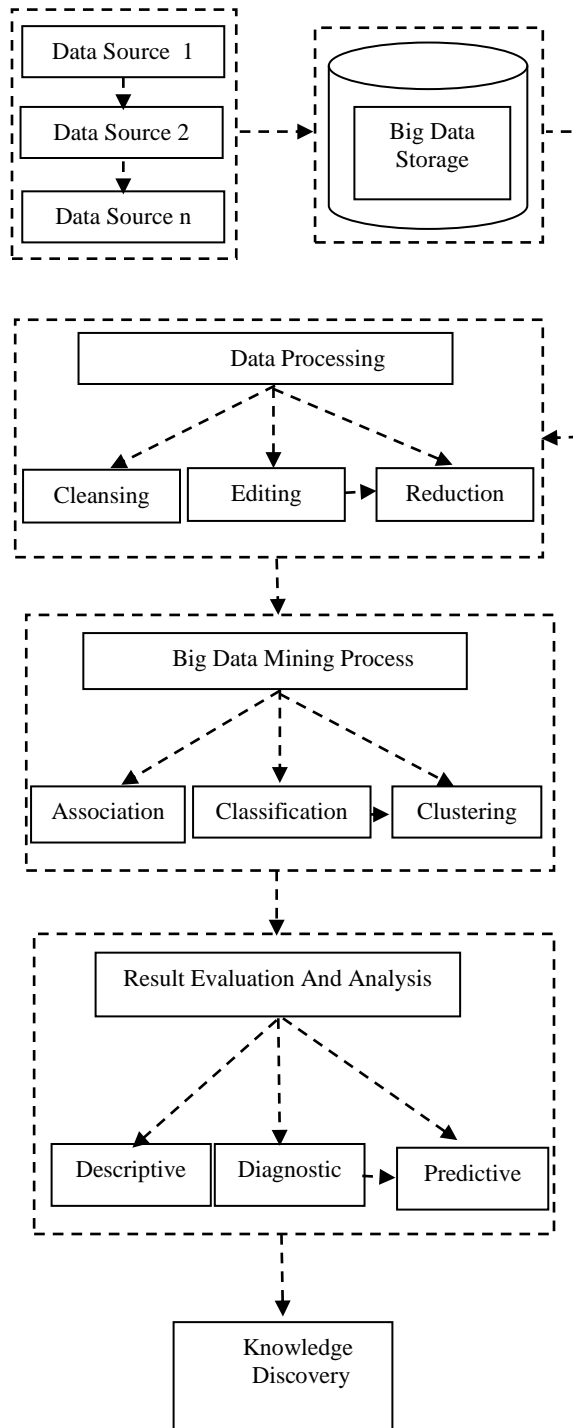 Data Source 1
Data Source 2
Data Source n
Big Data
Storage
Data Processing
Cleansing
Editing
Reduction
Big Data Mining Process
Association
Classification
Clustering
Result Evaluation And Analysis
Descriptive
Diagnostic
Predictive
Knowledge
Discovery